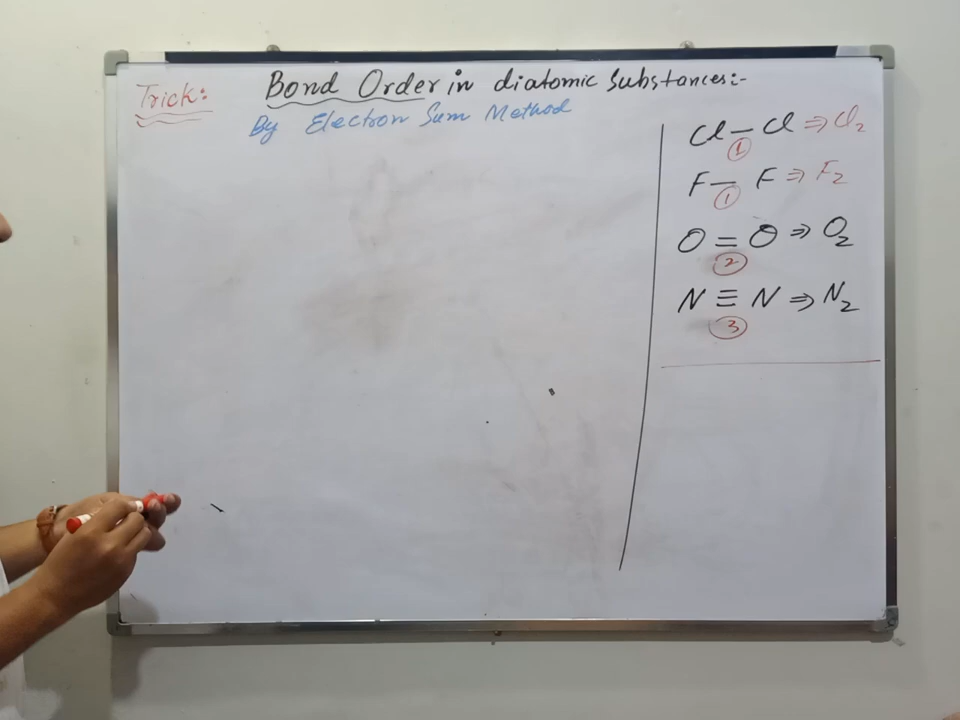 Trick:
Bond Order in diatomic substances:-
By Electron Sum Method
Cl — Cl ⇒ Cl2
1
F — F ⇒ F2
1
O = O ⇒ O2
2
N ≡ N ⇒ N2
3